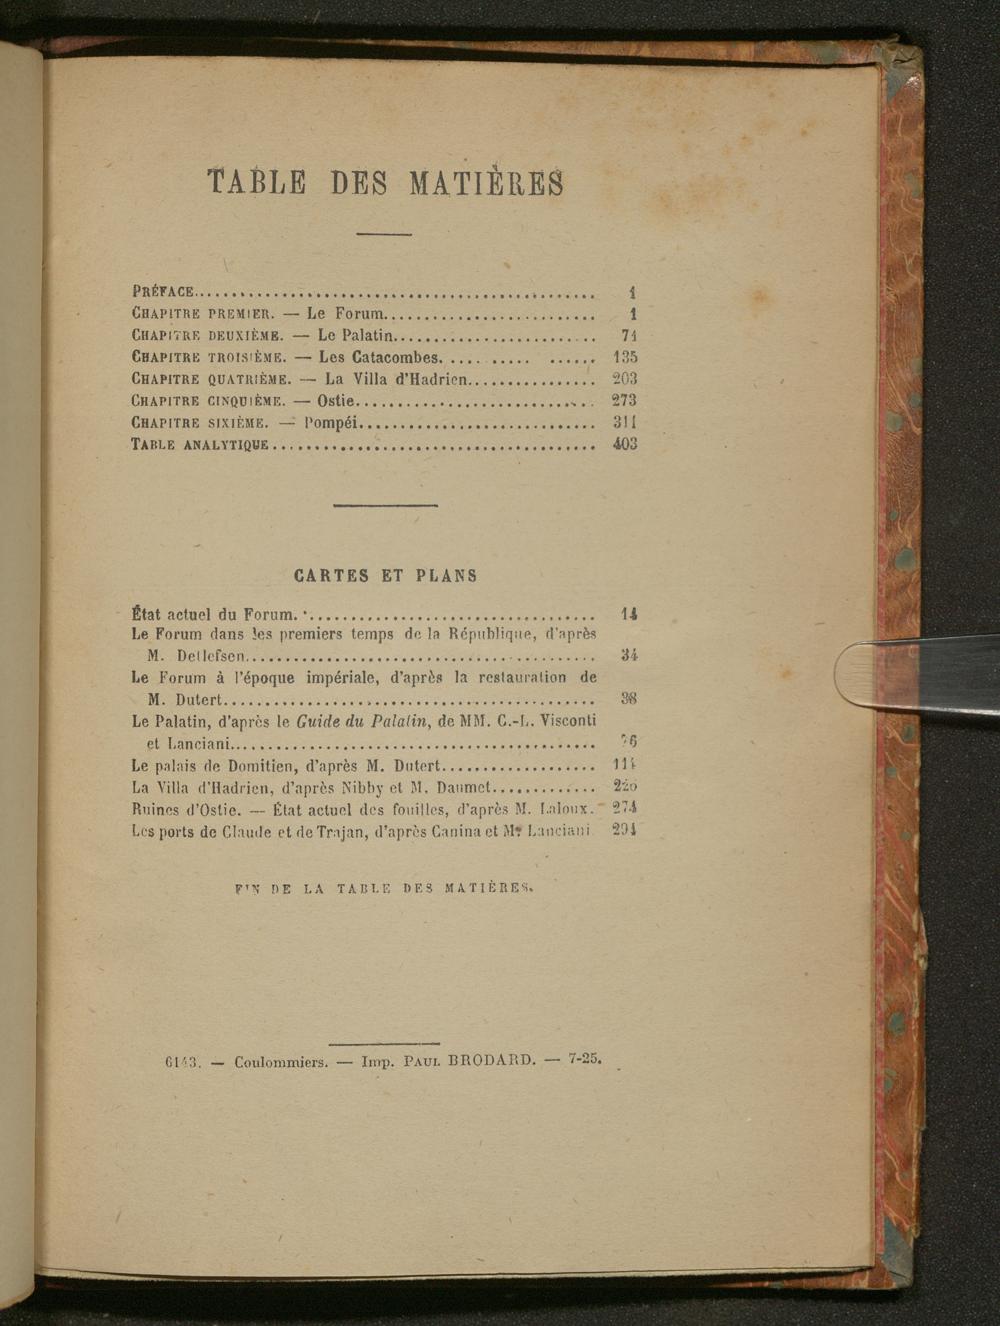 TABLE DES MATIÈRES
PRÉFACE 1
CHAPITRE PREMIER. — Le Forum 1
CHAPITRE DEUXIÈME. — Le Palatin 71
CHAPITRE TROISIÈME. — Les Catacombes 135
CHAPITRE QUATRIÈME. — La Villa d'Hadrien 203
CHAPITRE CINQUIÈME. — Ostie 273
CHAPITRE SIXIÈME. — Pompéi 311
TABLE ANALYTIQUE 403
CARTES ET PLANS
État actuel du Forum. 14
Le Forum dans les premiers temps de la République, d'après
M. Detlefsen 34
Le Forum à l'époque impériale, d'après la restauration de
M. Dutert 38
Le Palatin, d'après le Guide du Palatin, de MM. C.-L. Visconti
et Lanciani 76
Le palais de Domitien, d'après M. Dutert 114
La Villa d'Hadrien, d'après Nibby et M. Daumet
Ruines d'Ostie. — État actuel des fouilles, d'après M. Laloux. 274
Les ports de Claude et de Trajan, d'après Canina et M. Lanciani 294
FIN DE LA TABLE DES MATIÈRES.
6143. — Coulommiers. — Imp. PAUL BRODARD. — 7-25.